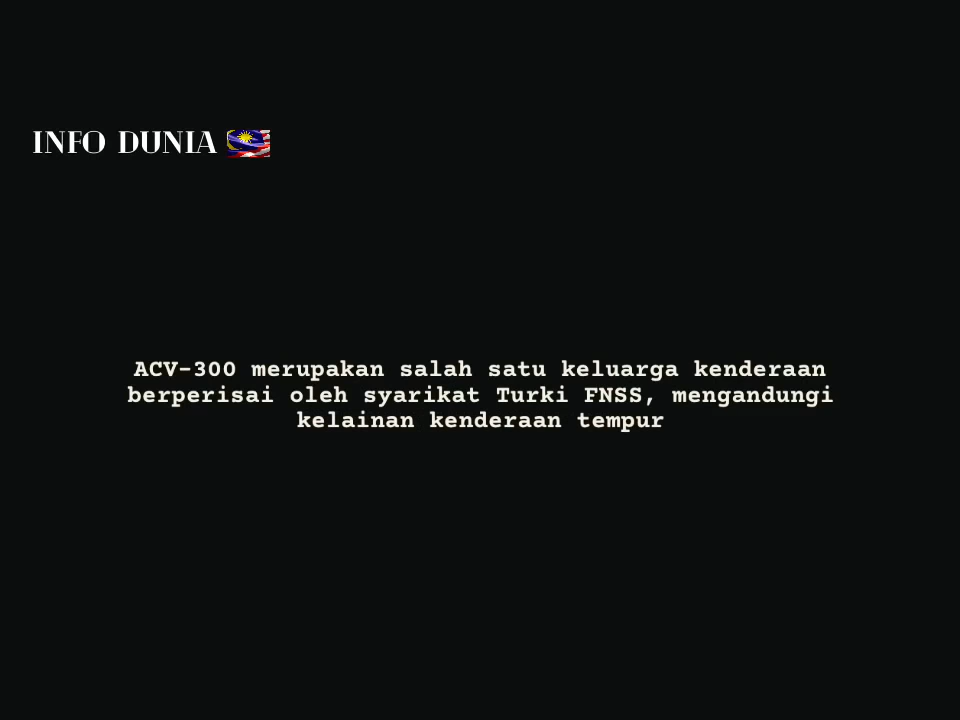 INFO DUNIA
ACV-300 merupakan salah satu keluarga kenderaan
berperisai oleh syarikat Turki FNSS, mengandungi
kelainan kenderaan tempur